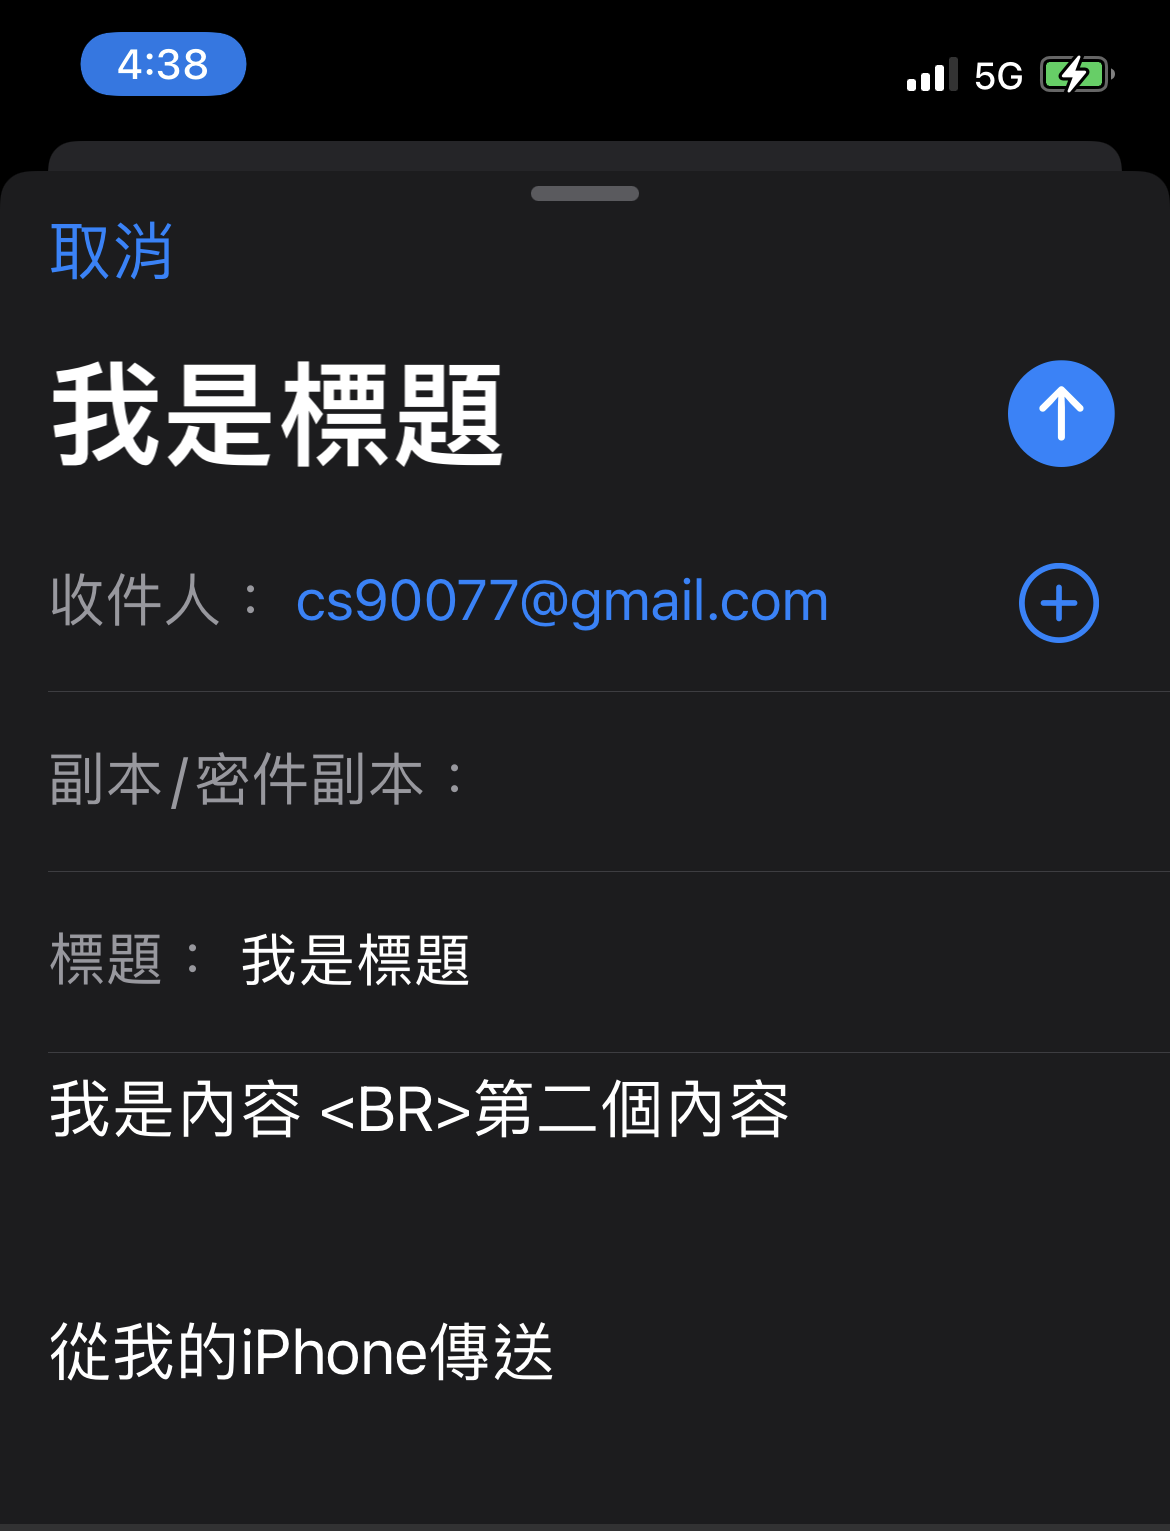 4:38
5G
取消
我是標題
收件人： cs90077@gmail.com
副本/密件副本：
標題： 我是標題
我是內容 <BR>第二個內容
從我的iPhone傳送